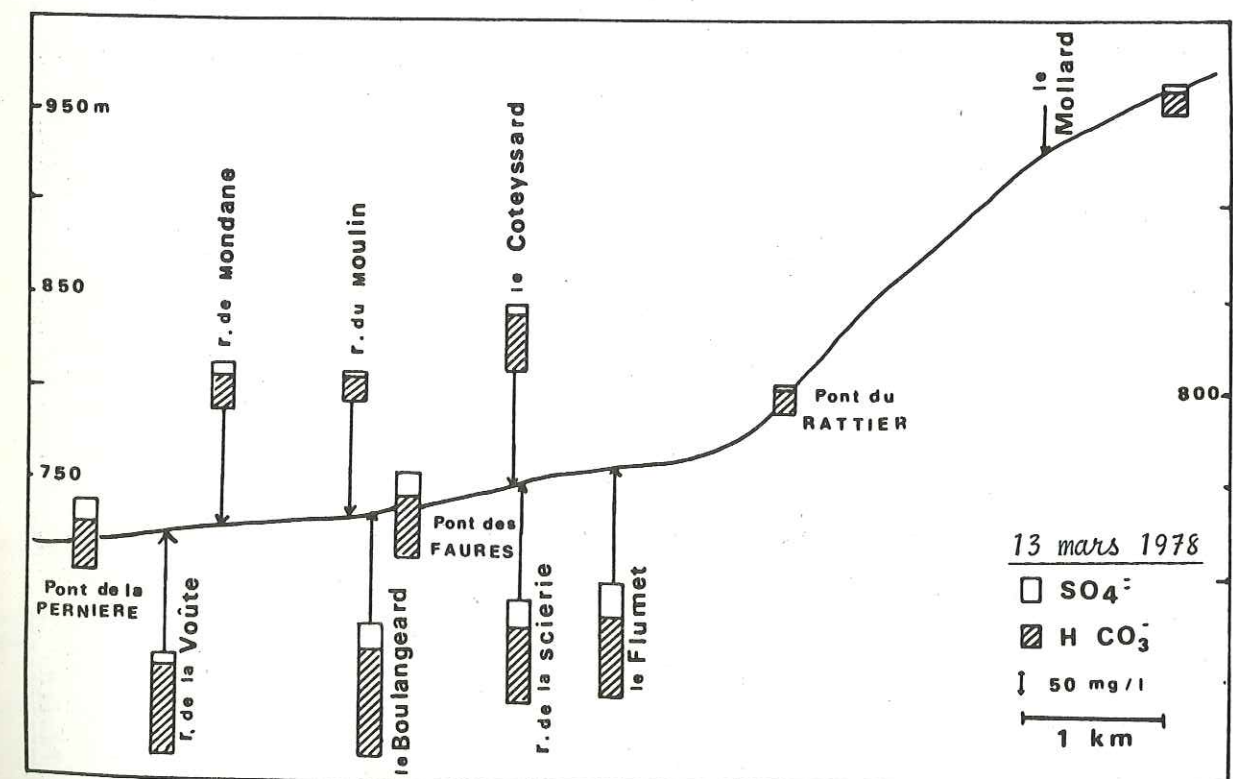 950 m
850
750
800
r. de MONDANE
r. du MOULIN
le Coteyssard
le Mollard
Pont du
RATTIER
Pont des
FAURES
Pont de la
PERNIERE
r. de la Voûte
le Boulangeard
r. de la SCIERIE
le Flumet
13 mars 1978
SO4=
H CO3-
50 mg/l
1 km